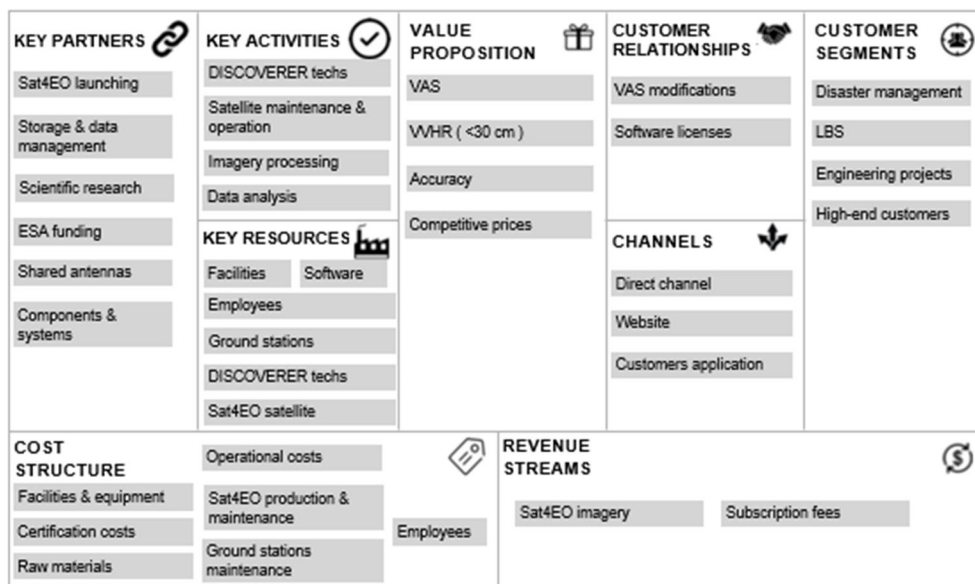 KEY PARTNERS
Sat4EO launching
Storage & data
management
Scientific research
ESA funding
Shared antennas
Components &
systems
KEY ACTIVITIES
DISCOVERER techs
Satellite maintenance &
operation
Imagery processing
Data analysis
KEY RESOURCES
Facilities
Software
Employees
Ground stations
DISCOVERER techs
Sat4EO satellite
VALUE
PROPOSITION
VAS
VVHR ( <30 cm )
Accuracy
Competitive prices
CUSTOMER
RELATIONSHIPS
VAS modifications
Software licenses
CHANNELS
Direct channel
Website
Customers application
CUSTOMER
SEGMENTS
Disaster management
LBS
Engineering projects
High-end customers
COST
STRUCTURE
Facilities & equipment
Certification costs
Raw materials
Operational costs
Sat4EO production &
maintenance
Ground stations
maintenance
Employees
REVENUE
STREAMS
$
Sat4EO imagery
Subscription fees